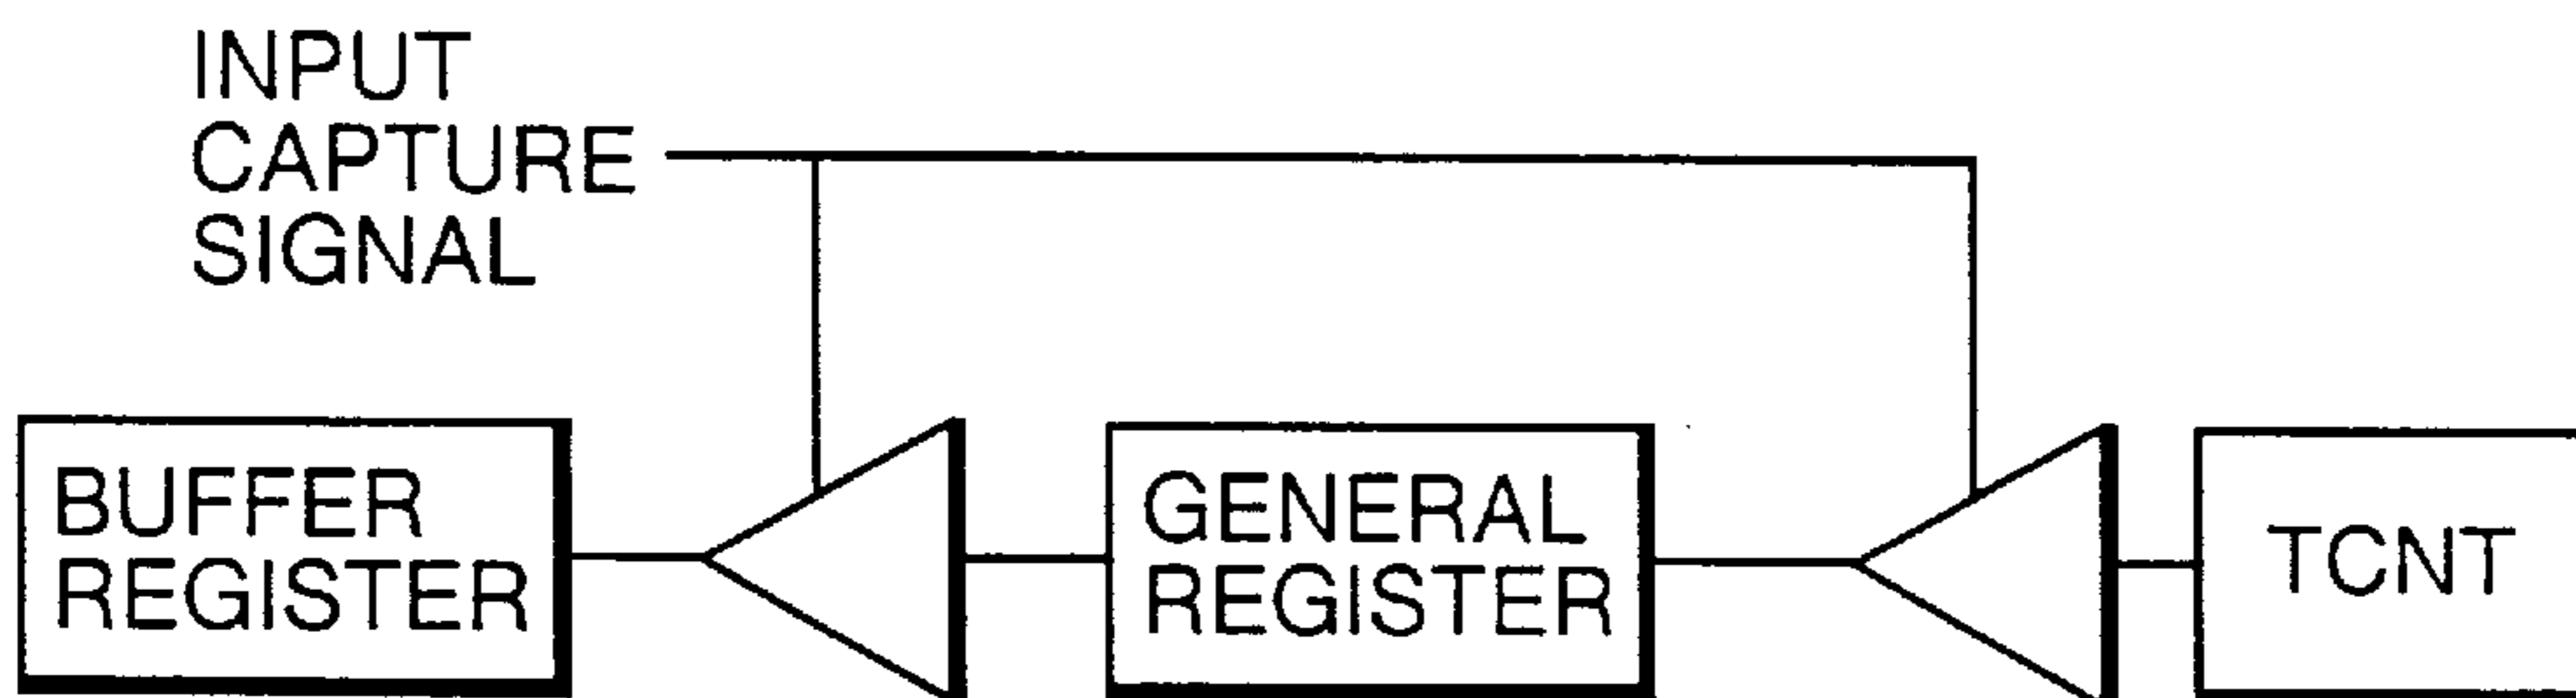 INPUT
CAPTURE
SIGNAL
BUFFER
REGISTER
GENERAL
REGISTER
TCNT